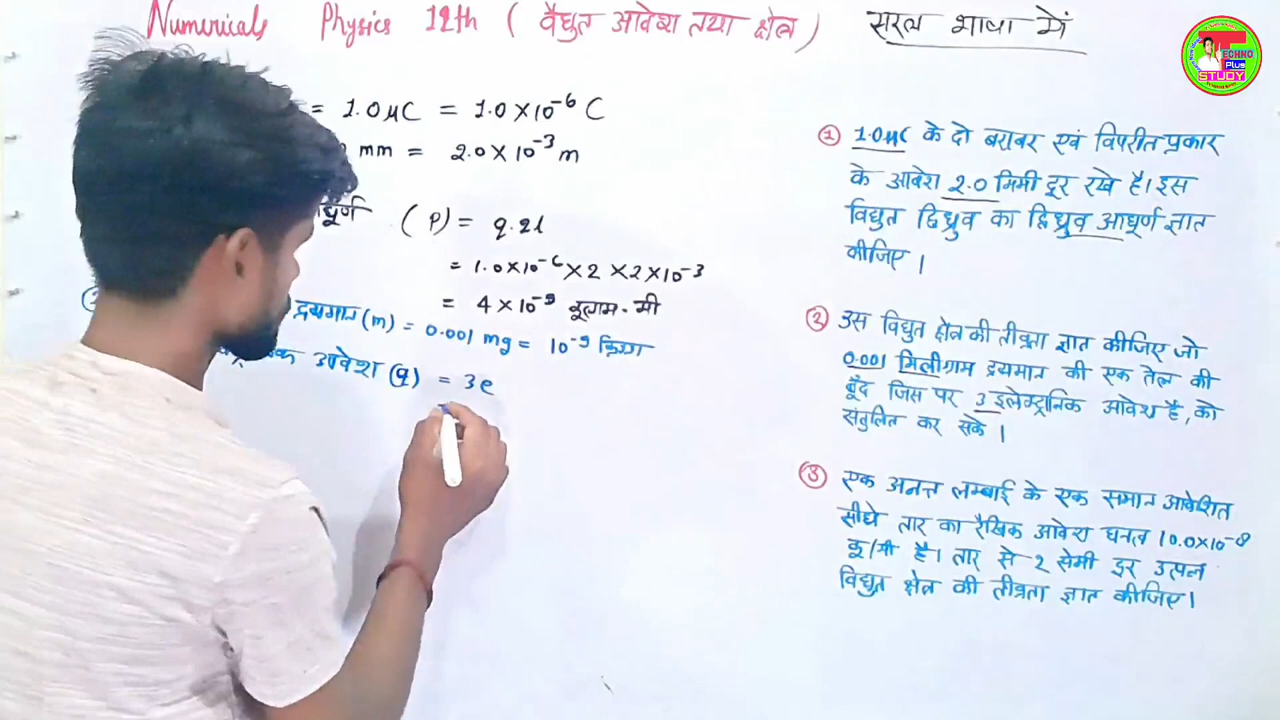 Numericals Physics 12th ( वैधुत आवेश तथा क्षेत्र ) सरल भाषा में
TECHNO
Plus
STUDY
= 1.0 μC = 1.0 × 10⁻⁶ C
mm = 2.0 × 10⁻³ m
(P) = q.2l
= 1.0×10⁻⁶ × 2 × 2×10⁻³
= 4 × 10⁻⁹ कूलाम-मी
द्रव्यमान (m) = 0.001 mg = 10⁻⁹ किग्रा
आवेश (q) = 3e
① 1.0μC के दो बराबर एवं विपरीत प्रकार
के आवेश 2.0 मिमी दूर रखे है। इस
विधुत द्विध्रुव का द्विध्रुव आघूर्ण ज्ञात
कीजिए।
② उस विधुत क्षेत्र की तीव्रता ज्ञात कीजिए जो
0.001 मिलीग्राम द्रव्यमान की एक तेल की
बूँद जिस पर 3 इलेक्ट्रानिक आवेश है, को
संतुलित कर सके।
③ एक अनन्त लम्बाई के एक समान आवेशित
सीधे तार का रैखिक आवेश घनत्व 10.0×10⁻⁸
कू/मी है। तार से 2 सेमी दूर उत्पन्न
विधुत क्षेत्र की तीव्रता ज्ञात कीजिए।